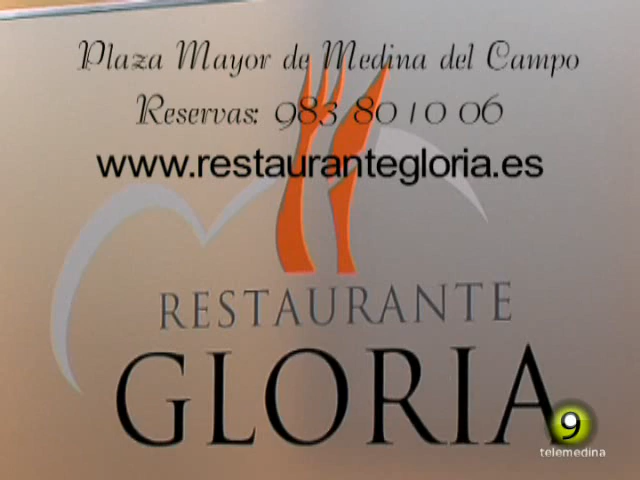 Plaza Mayor de Medina del Campo
Reservas: 983 80 10 06
www.restaurantegloria.es
RESTAURANTE
GLORIA
9
telemedina